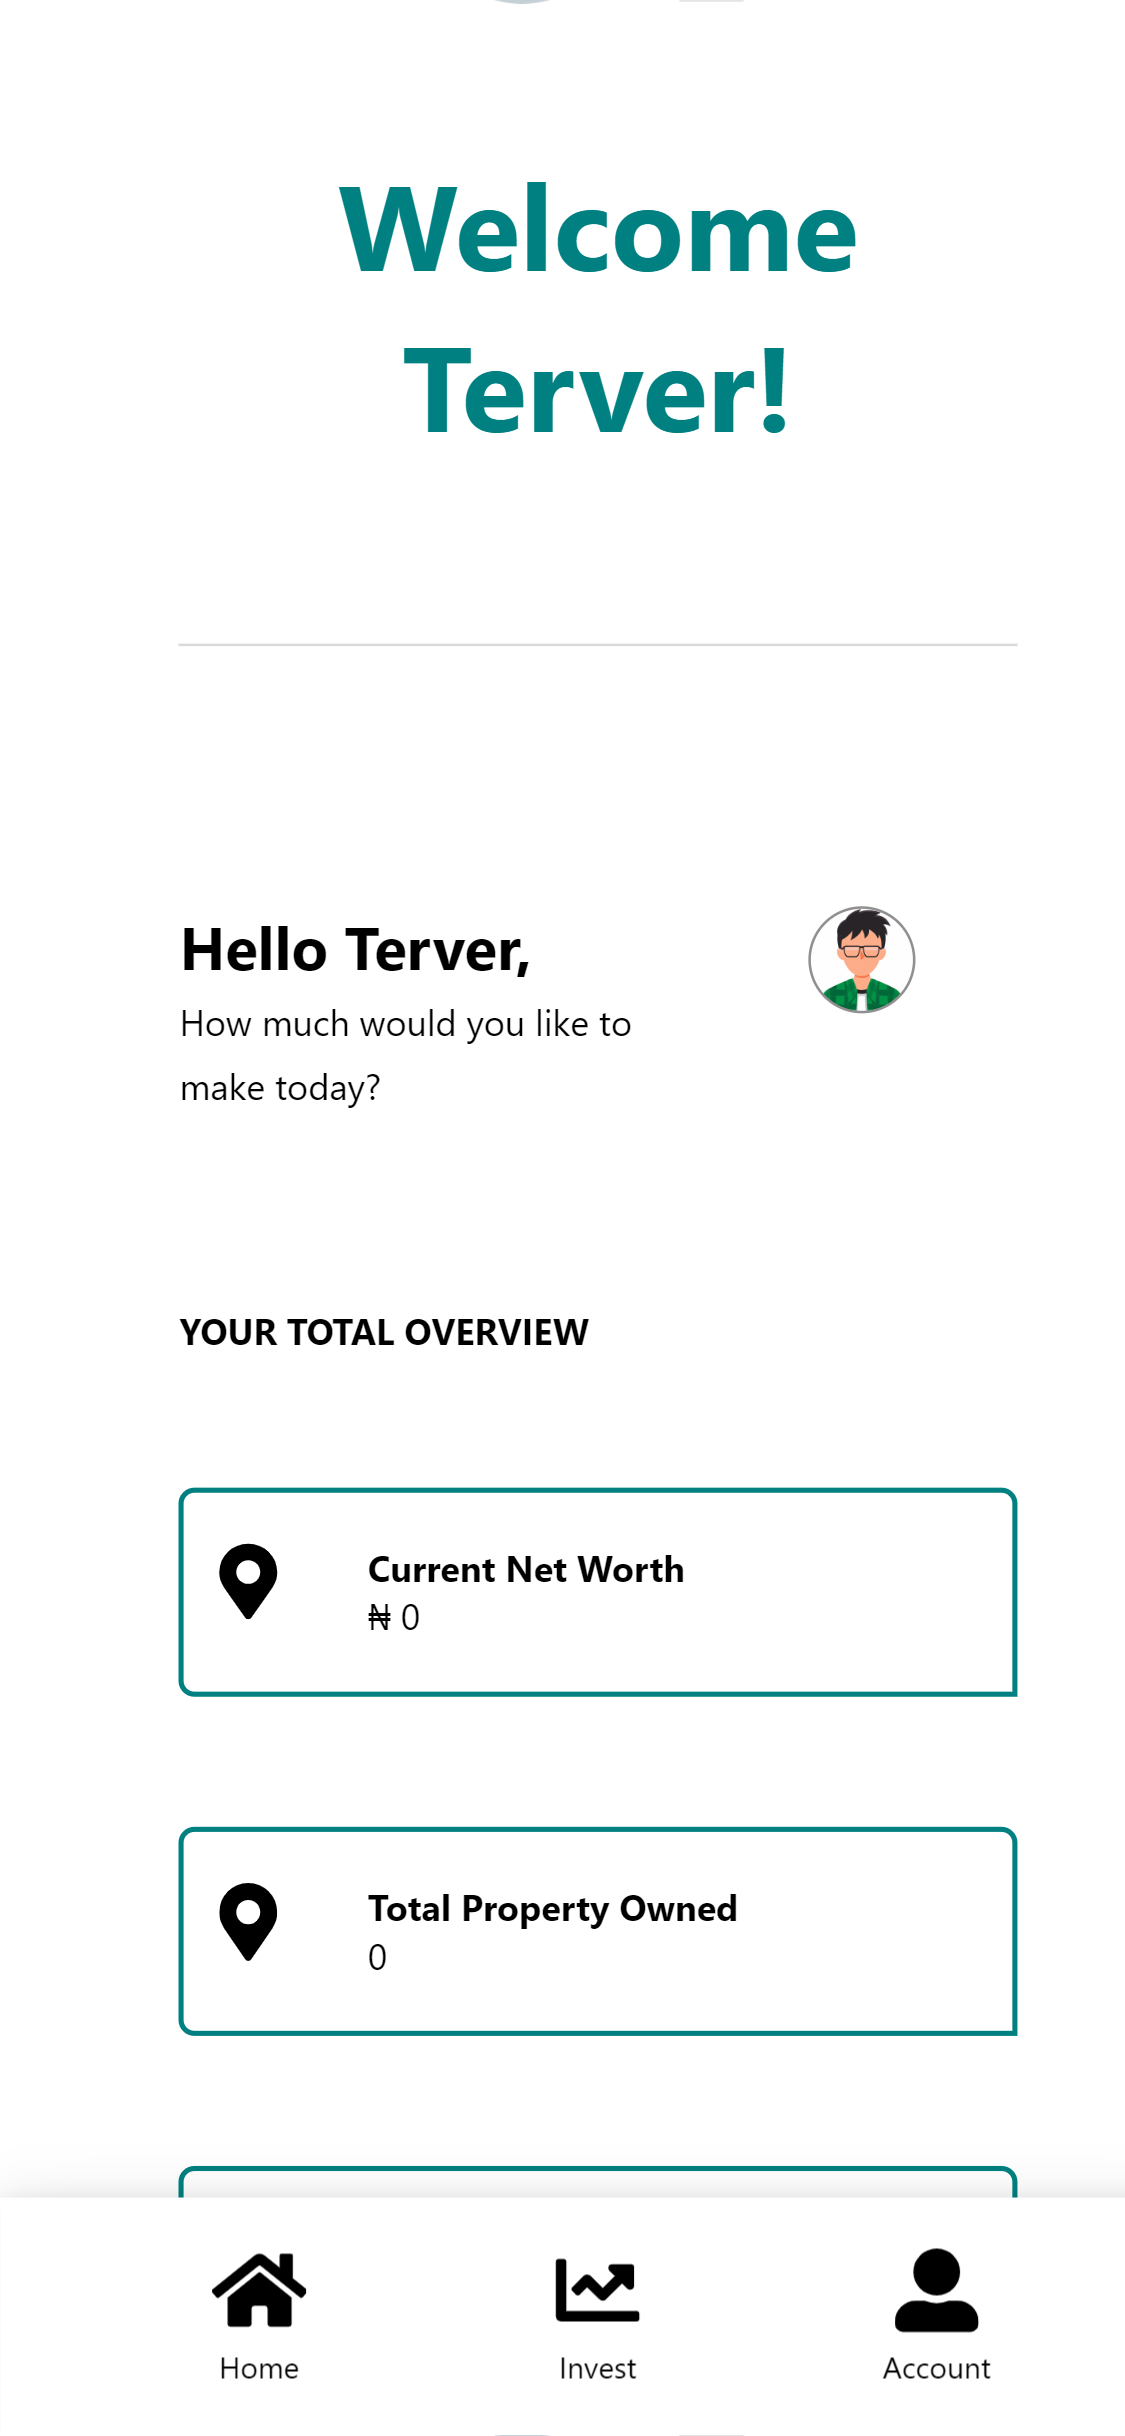 Welcome
Terver!
Hello Terver,
How much would you like to
make today?
YOUR TOTAL OVERVIEW
Current Net Worth
₦ 0
Total Property Owned
0
Home
Invest
Account